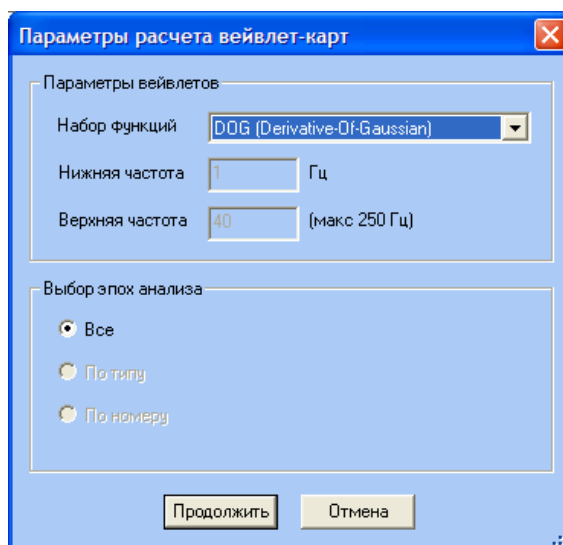 Параметры расчета вейвлет-карт
Параметры вейвлетов
Набор функций DOG (Derivative-Of-Gaussian)
Нижняя частота 1 Гц
Верхняя частота 40 (макс 250 Гц)
Выбор эпох анализа
Все
По типу
По номеру
Продолжить Отмена